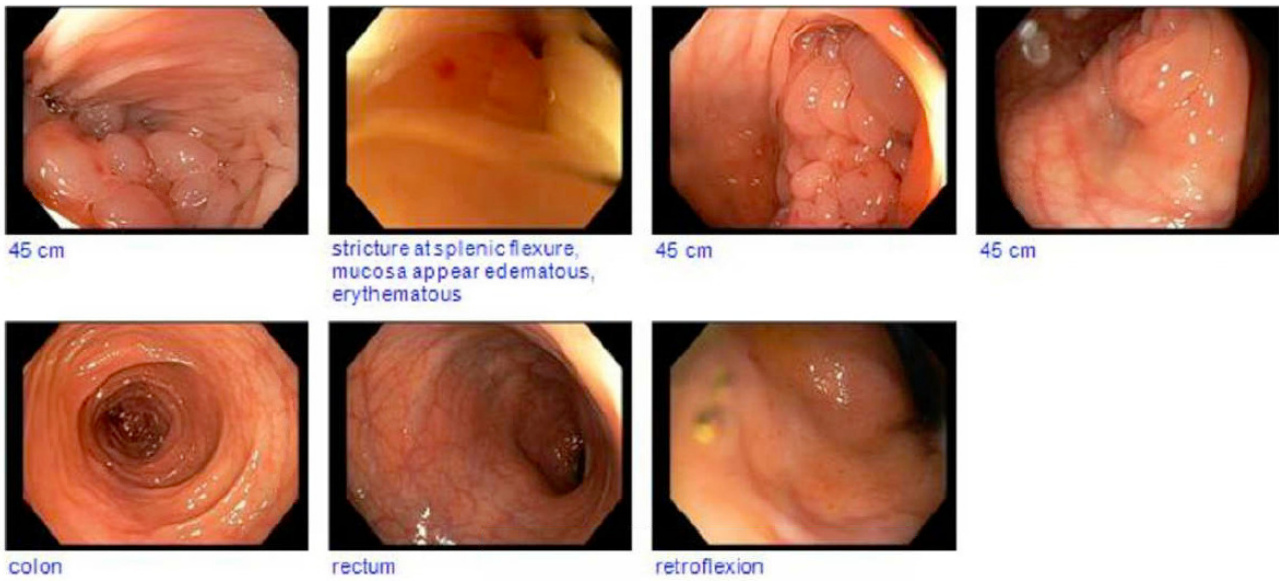 45 cm
stricture at splenic flexure,
mucosa appear edematous,
erythematous
45 cm
45 cm
colon
rectum
retroflexion